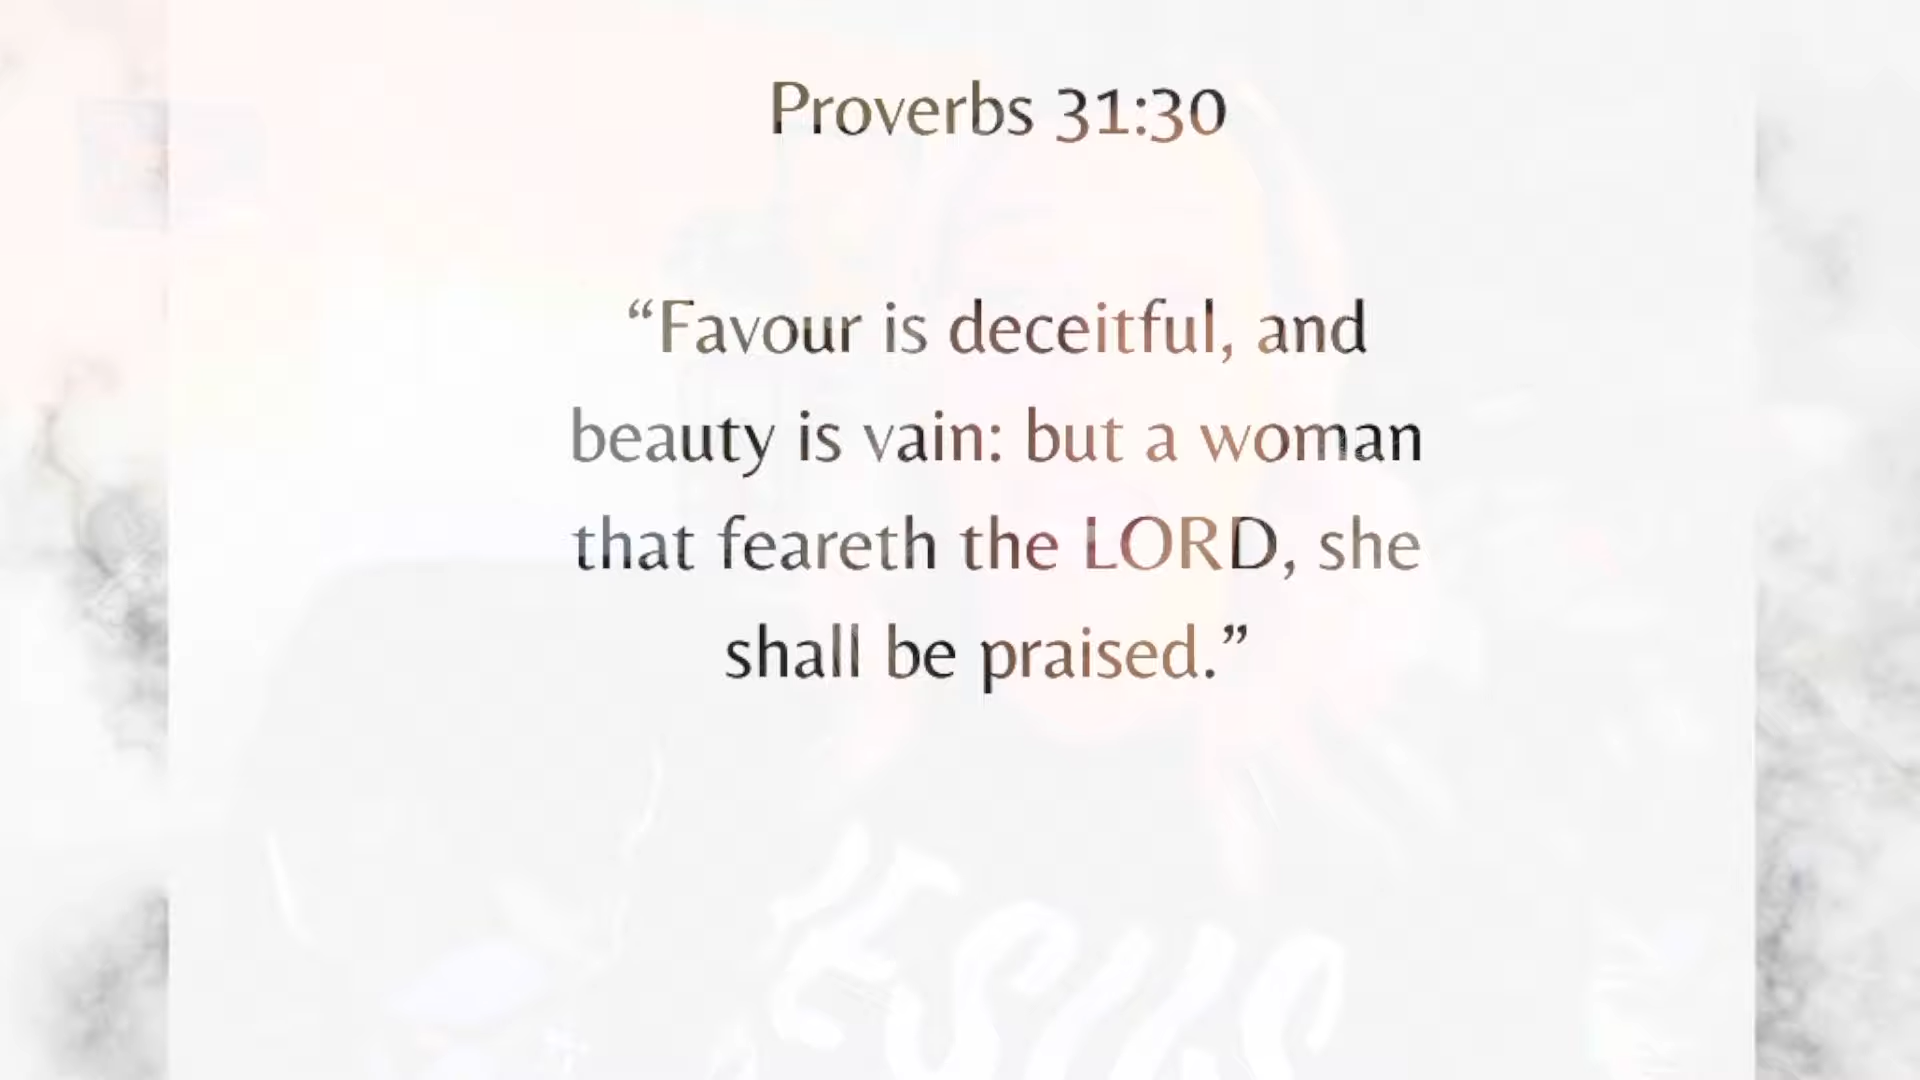 Proverbs 31:30
“Favour is deceitful, and
beauty is vain: but a woman
that feareth the LORD, she
shall be praised.”
ESUS